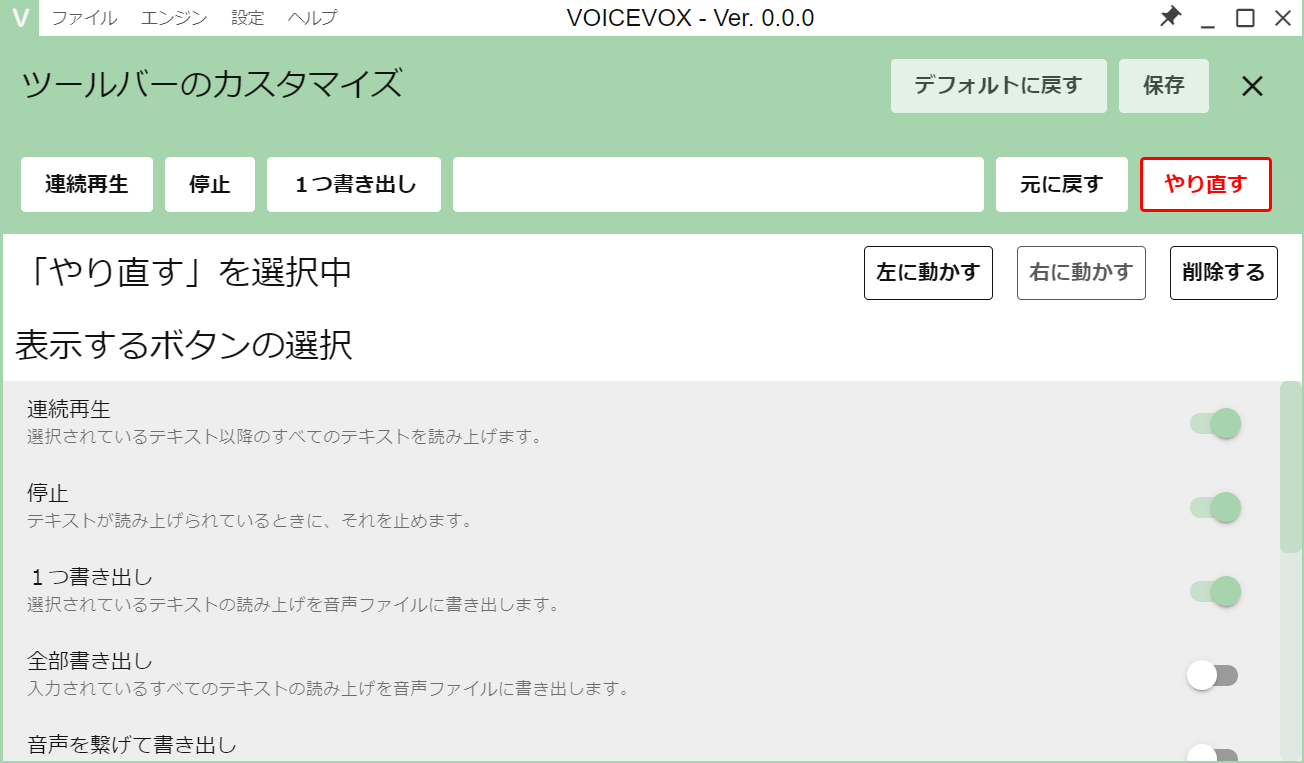 V ファイル エンジン 設定 ヘルプ VOICEVOX - Ver. 0.0.0
ツールバーのカスタマイズ デフォルトに戻す 保存
連続再生 停止 1つ書き出し 元に戻す やり直す
「やり直す」を選択中 左に動かす 右に動かす 削除する
表示するボタンの選択
連続再生
選択されているテキスト以降のすべてのテキストを読み上げます。
停止
テキストが読み上げられているときに、それを止めます。
1つ書き出し
選択されているテキストの読み上げを音声ファイルに書き出します。
全部書き出し
入力されているすべてのテキストの読み上げを音声ファイルに書き出します。
音声を繋げて書き出し